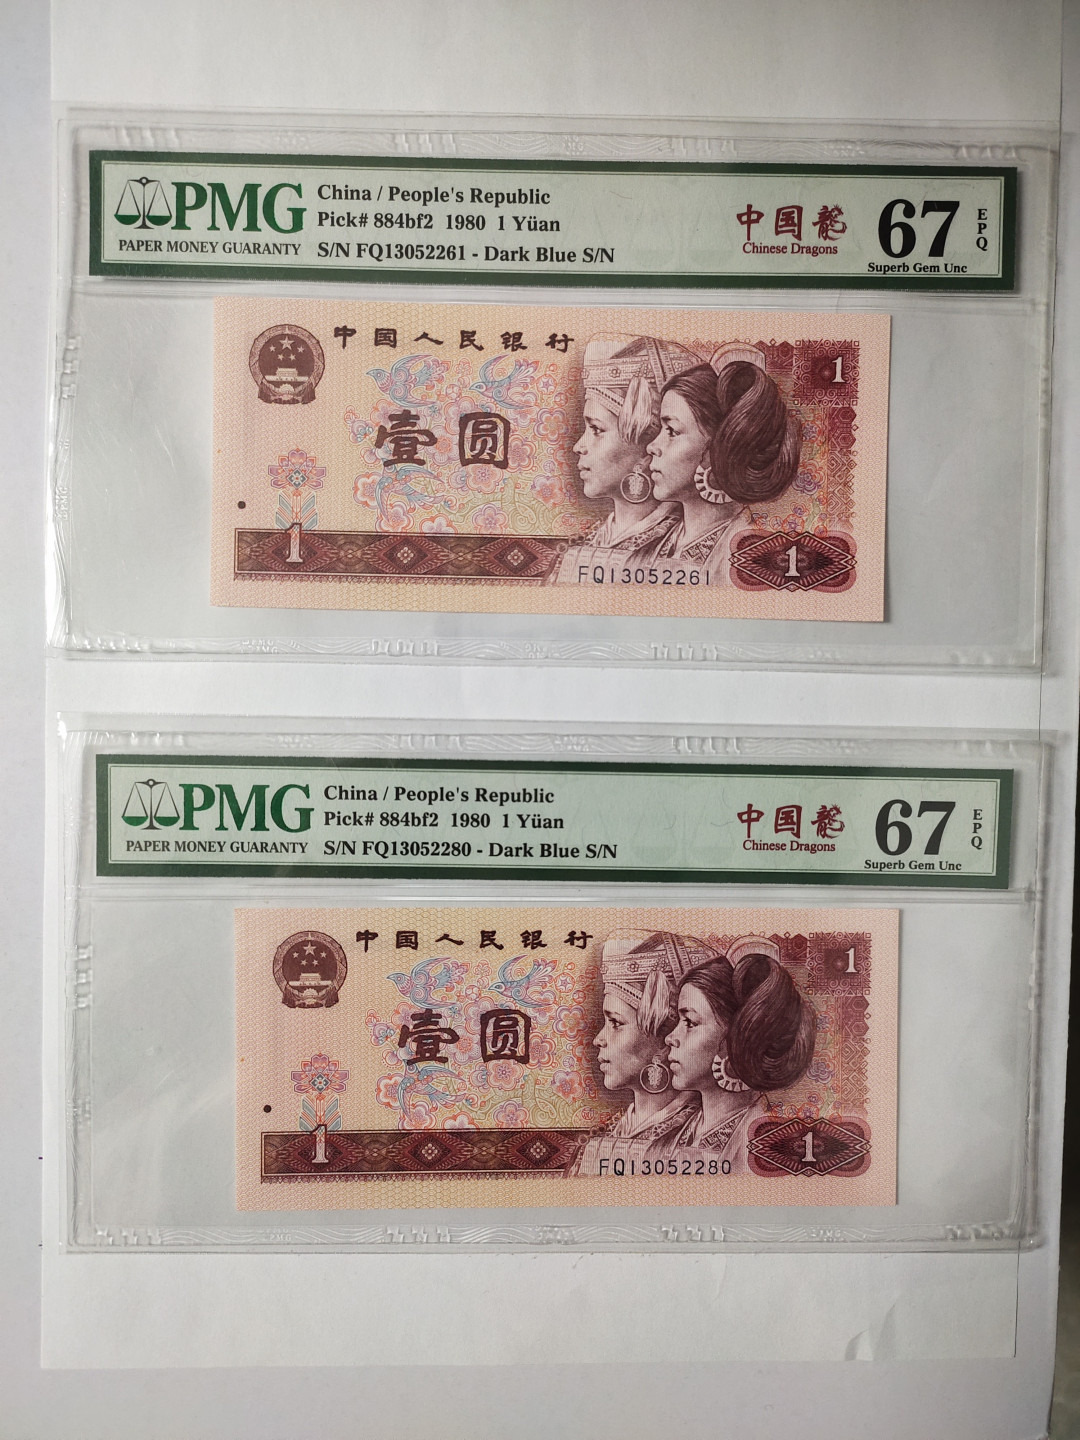 PMG
PAPER MONEY GUARANTY
China / People's Republic
Pick# 884bf2 1980 1 Yüan
S/N FQ13052261 - Dark Blue S/N
中国龙
Chinese Dragons
67
EPQ
Superb Gem Unc
中国人民银行
1
壹圆
1
FQ13052261
1
PMG
PAPER MONEY GUARANTY
China / People's Republic
Pick# 884bf2 1980 1 Yüan
S/N FQ13052280 - Dark Blue S/N
中国龙
Chinese Dragons
67
EPQ
Superb Gem Unc
中国人民银行
1
壹圆
1
FQ13052280
1